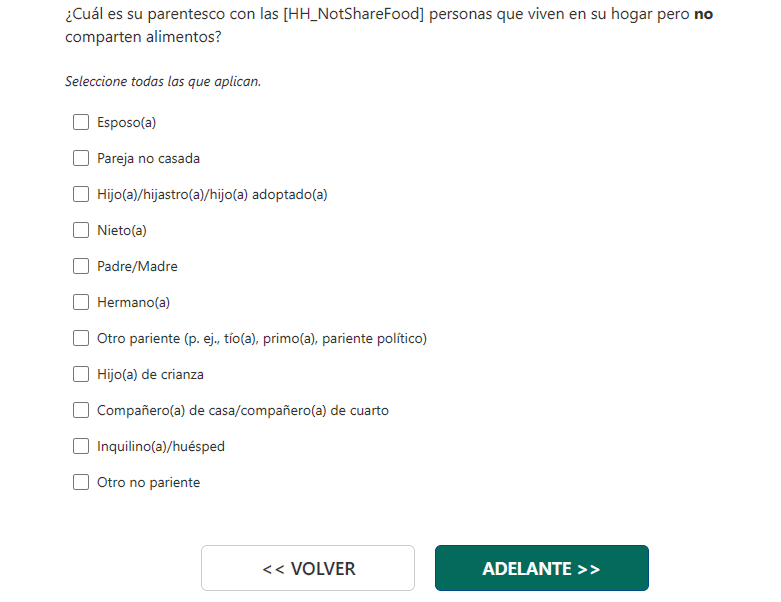 ¿Cuál es su parentesco con las [HH_NotShareFood] personas que viven en su hogar pero no
comparten alimentos?
Seleccione todas las que aplican.
Esposo(a)
Pareja no casada
Hijo(a)/hijastro(a)/hijo(a) adoptado(a)
Nieto(a)
Padre/Madre
Hermano(a)
Otro pariente (p. ej., tío(a), primo(a), pariente político)
Hijo(a) de crianza
Compañero(a) de casa/compañero(a) de cuarto
Inquilino(a)/huésped
Otro no pariente
<< VOLVER
ADELANTE >>